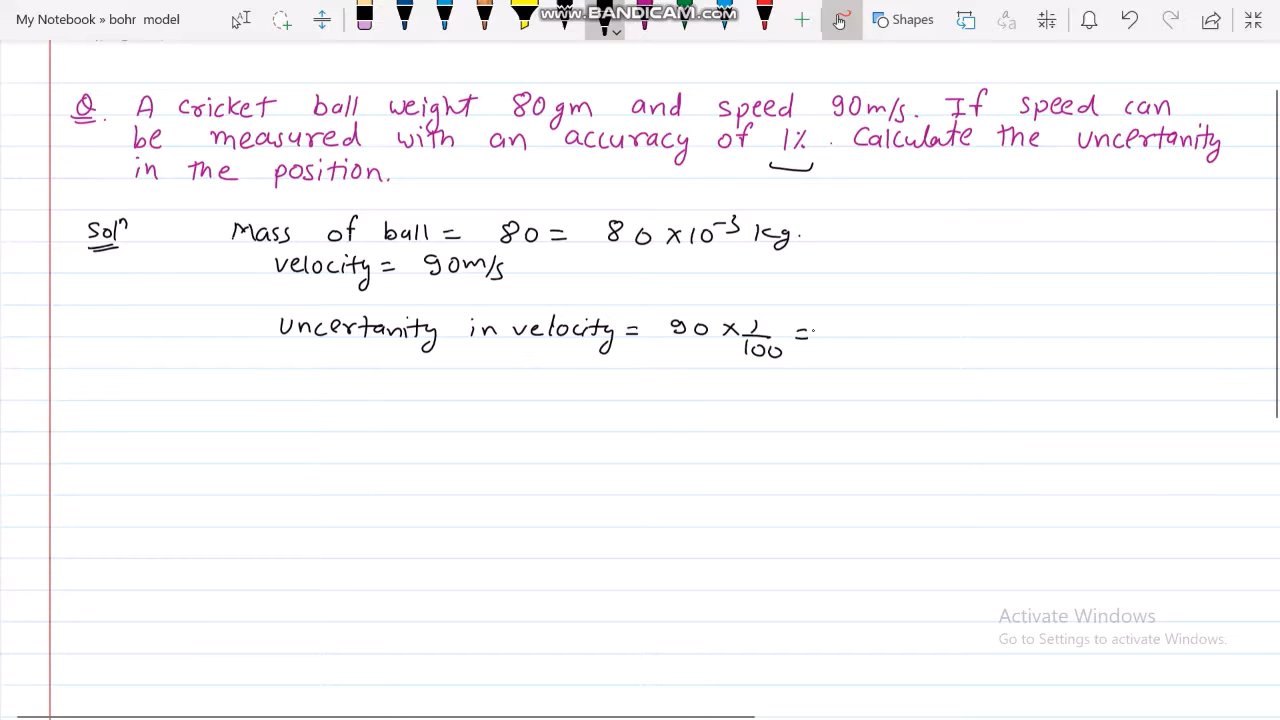 My Notebook » bohr model
www.BANDICAM.com
Shapes
Q. A cricket ball weight 80gm and speed 90m/s. If speed can
be measured with an accuracy of 1%. Calculate the uncertanity
in the position.
Solⁿ Mass of ball = 80 = 80 × 10⁻³ kg.
velocity = 90m/s
Uncertanity in velocity = 90 × 1/100 =
Activate Windows
Go to Settings to activate Windows.